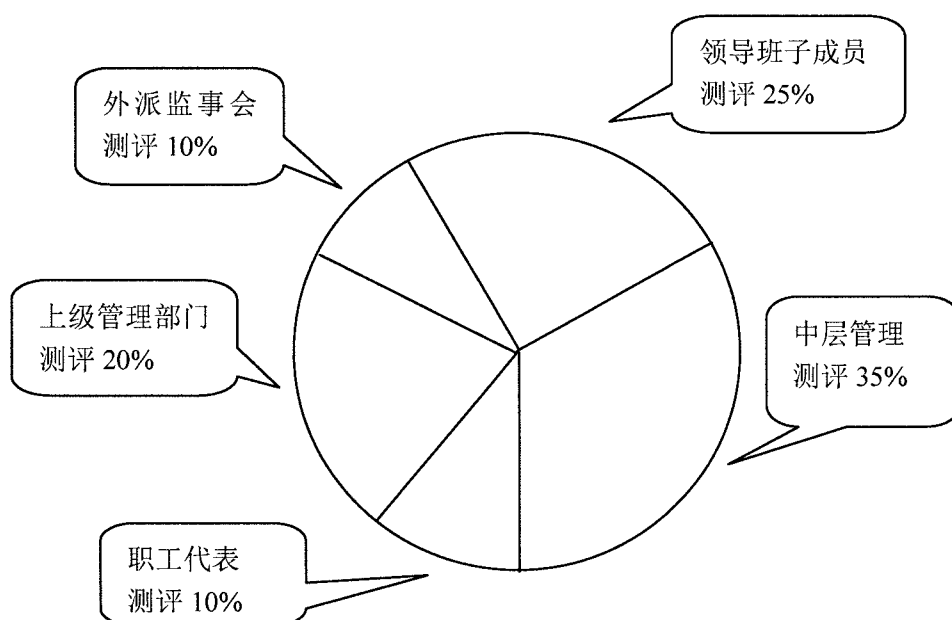 领导班子成员
测评 25%
外派监事会
测评 10%
上级管理部门
测评 20%
中层管理
测评 35%
职工代表
测评 10%